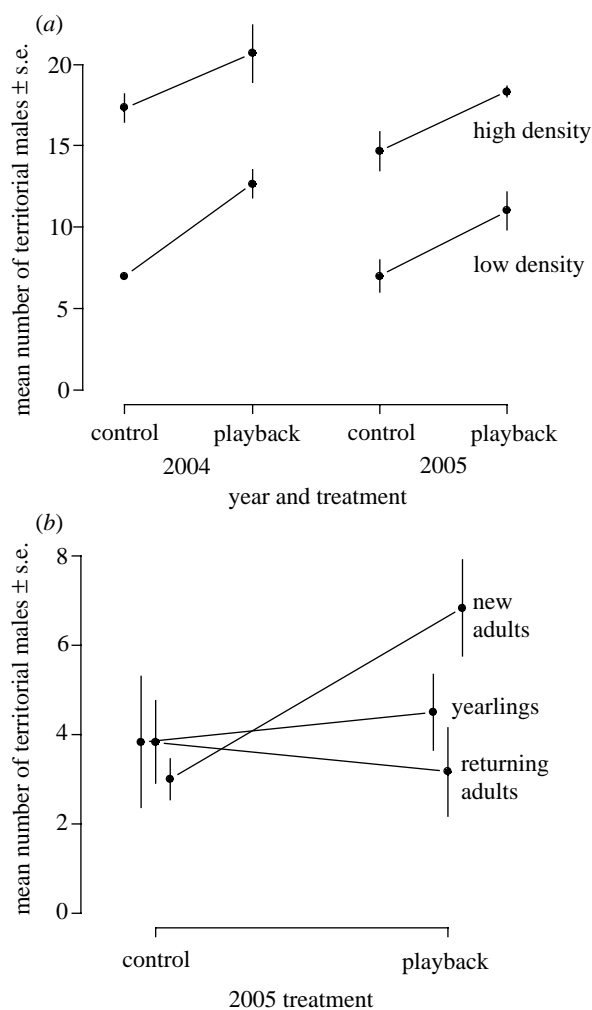 (a)
mean number of territorial males ± s.e.
20
15
10
5
0
high density
low density
control playback control playback
2004 2005
year and treatment
(b)
mean number of territorial males ± s.e.
8
6
4
2
0
new
adults
yearlings
returning
adults
control playback
2005 treatment